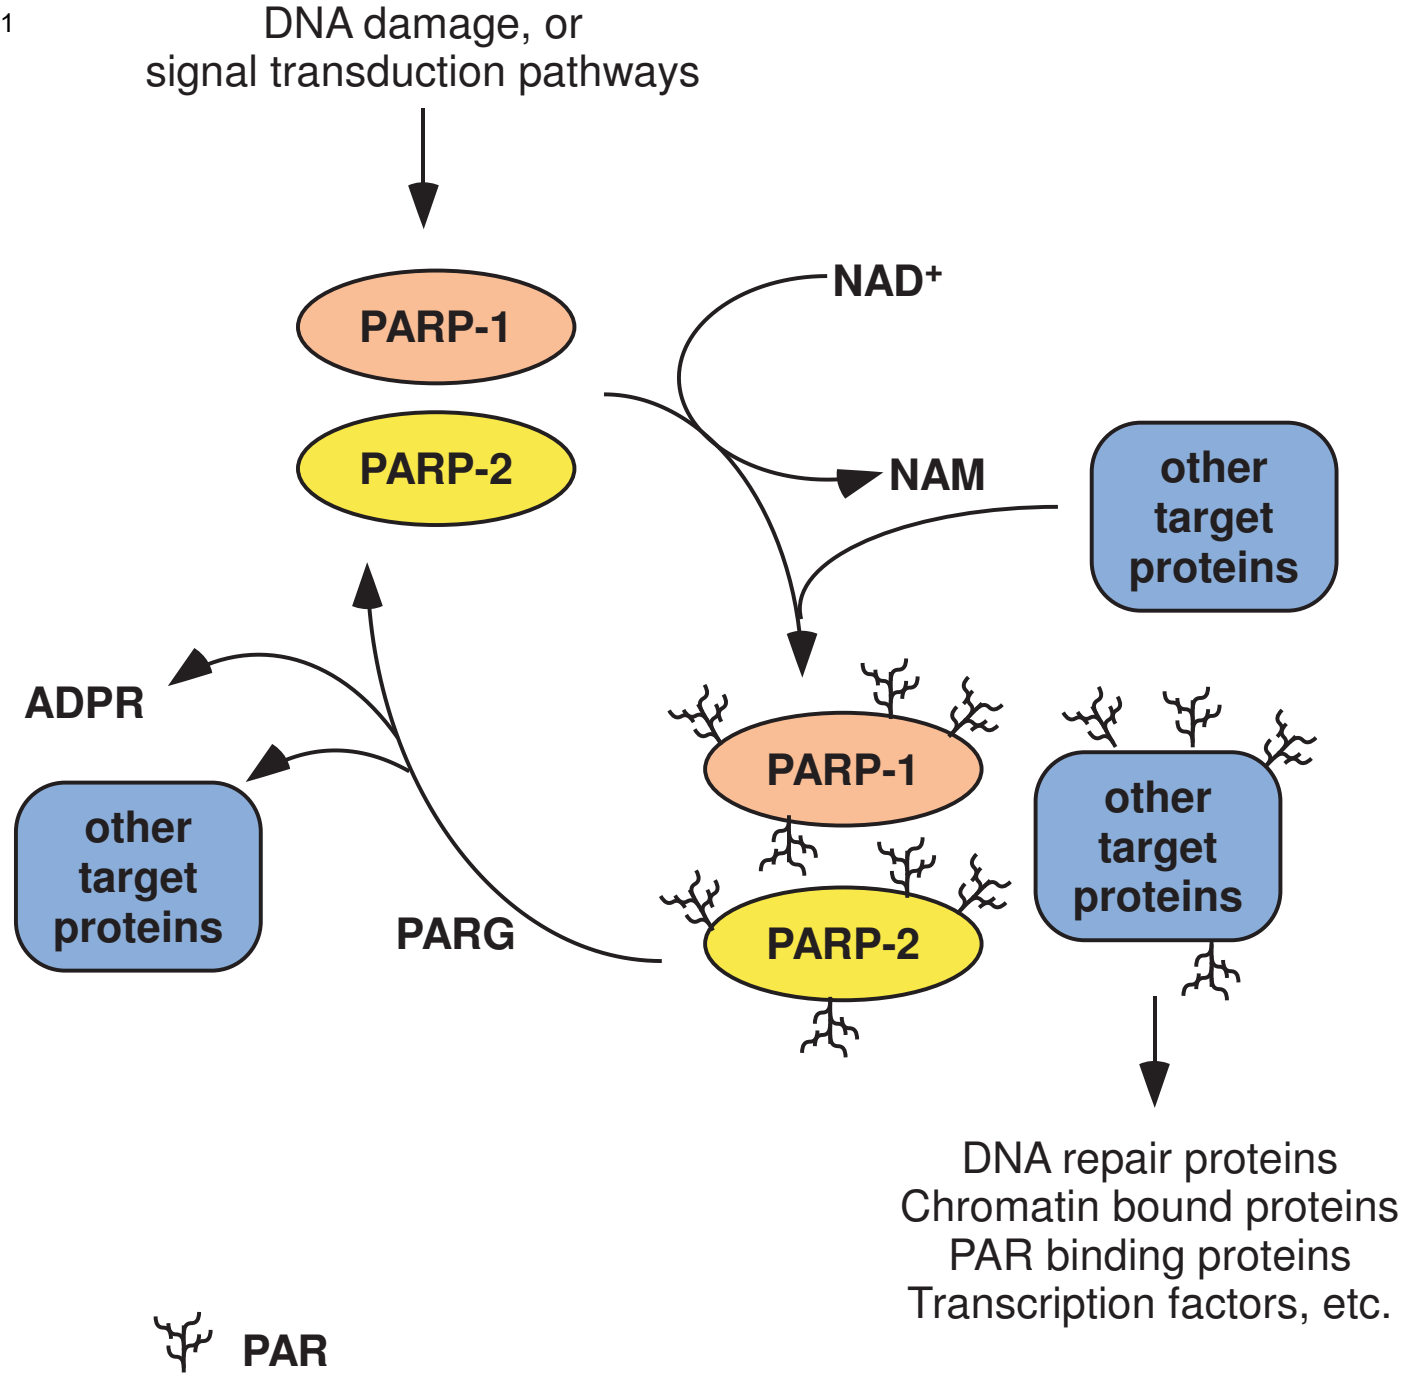 1
DNA damage, or
signal transduction pathways
PARP-1
NAD+
PARP-2
NAM
other
target
proteins
ADPR
PARP-1
other
target
proteins
other
target
proteins
PARG
PARP-2
DNA repair proteins
Chromatin bound proteins
PAR binding proteins
Transcription factors, etc.
PAR